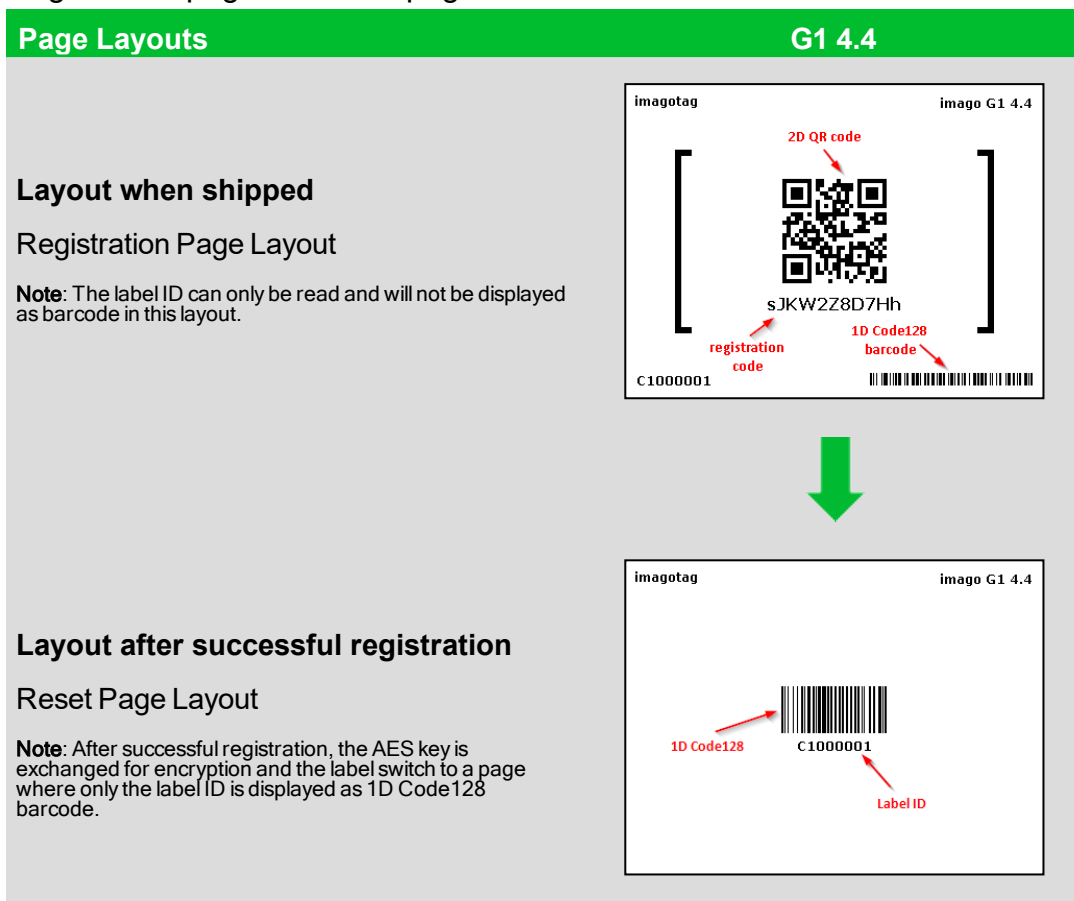 Page Layouts G1 4.4
imagotag imago G1 4.4
2D QR code
Layout when shipped
Registration Page Layout
Note: The label ID can only be read and will not be displayed
as barcode in this layout.
sJKW2Z8D7Hh
registration
code
1D Code128
barcode
C1000001
imagotag imago G1 4.4
Layout after successful registration
Reset Page Layout
Note: After successful registration, the AES key is
exchanged for encryption and the label switch to a page
where only the label ID is displayed as 1D Code128
barcode.
1D Code128
C1000001
Label ID